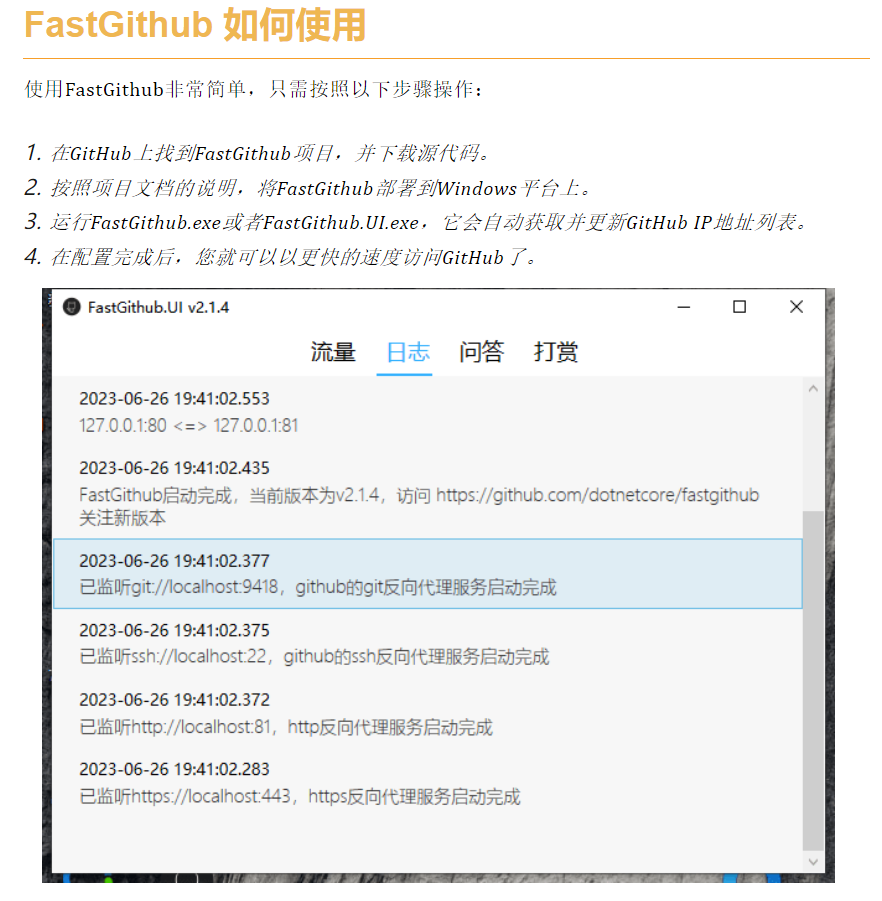 FastGithub 如何使用
使用FastGithub非常简单，只需按照以下步骤操作：
1. 在GitHub上找到FastGithub项目，并下载源代码。
2. 按照项目文档的说明，将FastGithub部署到Windows平台上。
3. 运行FastGithub.exe或者FastGithub.UI.exe，它会自动获取并更新GitHub IP地址列表。
4. 在配置完成后，您就可以以更快的速度访问GitHub了。
FastGithub.UI v2.1.4
流量 日志 问答 打赏
2023-06-26 19:41:02.553
127.0.0.1:80 <=> 127.0.0.1:81
2023-06-26 19:41:02.435
FastGithub启动完成，当前版本为v2.1.4，访问 https://github.com/dotnetcore/fastgithub
关注新版本
2023-06-26 19:41:02.377
已监听git://localhost:9418，github的git反向代理服务启动完成
2023-06-26 19:41:02.375
已监听ssh://localhost:22，github的ssh反向代理服务启动完成
2023-06-26 19:41:02.372
已监听http://localhost:81，http反向代理服务启动完成
2023-06-26 19:41:02.283
已监听https://localhost:443，https反向代理服务启动完成